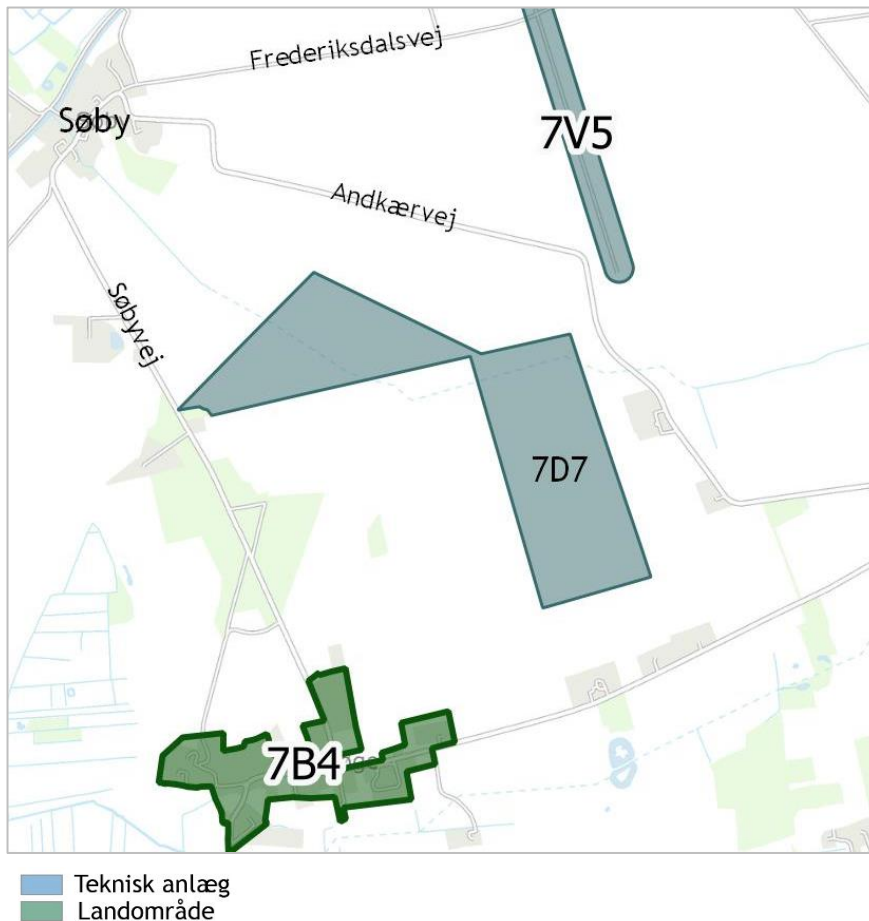 Frederiksdalsvej
Søby
7V5
Andkærvej
Søbyvej
7D7
7B4
Teknisk anlæg
Landområde